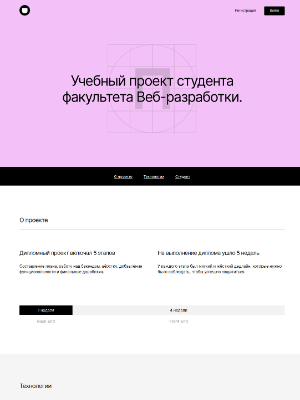 Регистрация Войти
Учебный проект студента
факультета Веб-разработки.
О проекте Технологии Студент
О проекте
Дипломный проект включал 5 этапов
На выполнение диплома ушло 5 недель
Составление плана, работу над бэкендом, вёрстку, добавление
функциональности и финальные доработки.
У каждого этапа был мягкий и жёсткий дедлайн, которые нужно
было соблюдать, чтобы успешно защититься.
1 неделя 4 недели
Back-end Front-end
Технологии